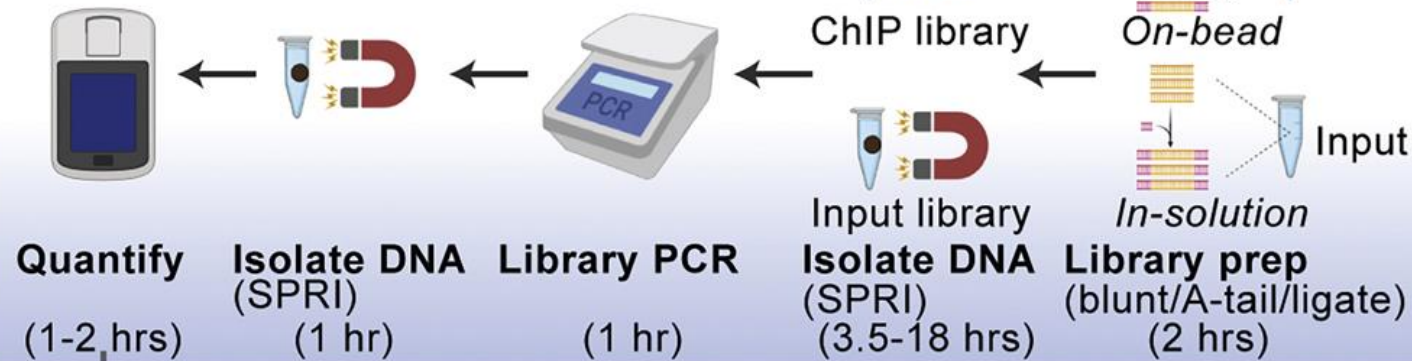 ChIP library
On-bead
PCR
Input
Input library
In-solution
Quantify
(1-2 hrs)
Isolate DNA
(SPRI)
(1 hr)
Library PCR
(1 hr)
Isolate DNA
(SPRI)
(3.5-18 hrs)
Library prep
(blunt/A-tail/ligate)
(2 hrs)